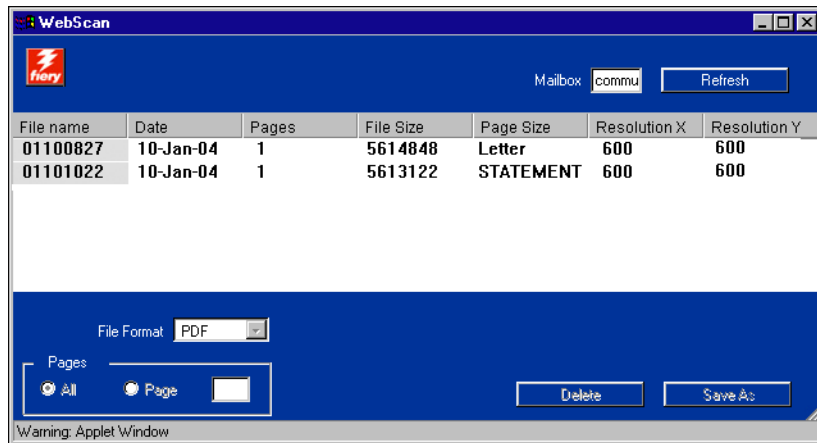 WebScan
fiery
Mailbox commu Refresh
File name Date Pages File Size Page Size Resolution X Resolution Y
01100827 10-Jan-04 1 5614848 Letter 600 600
01101022 10-Jan-04 1 5613122 STATEMENT 600 600
File Format PDF
Pages
All Page
Delete Save As
Warning: Applet Window